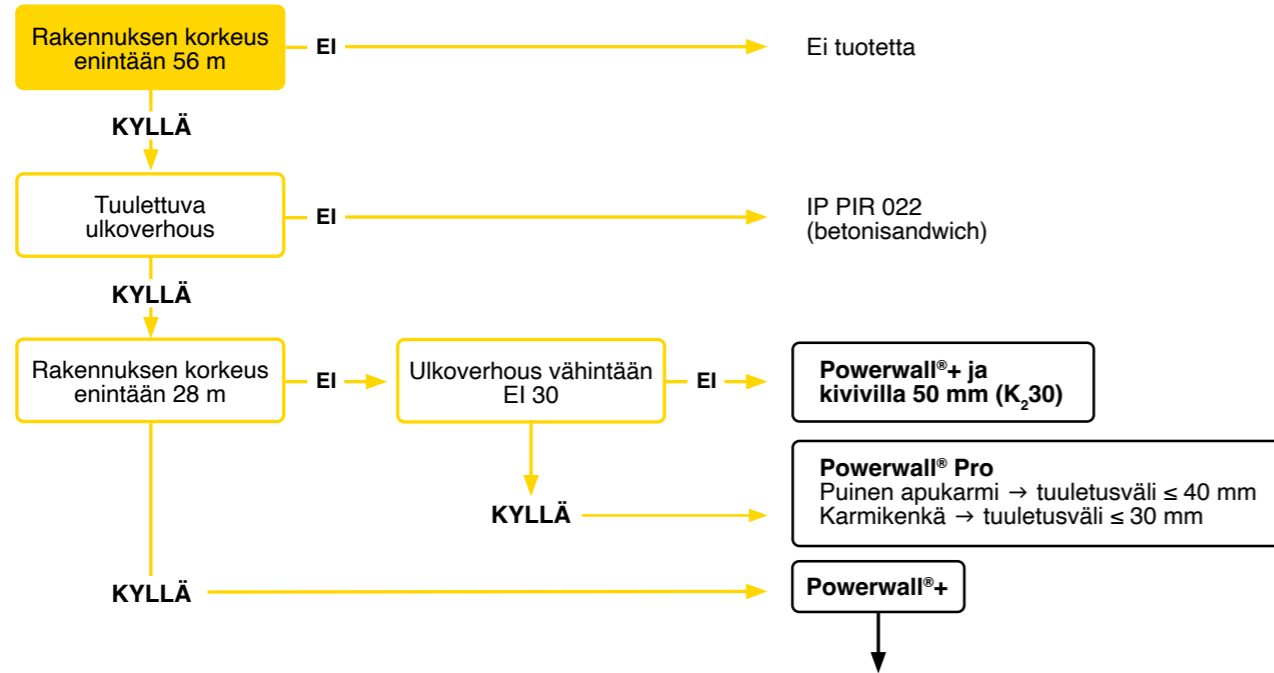 Rakennuksen korkeus
enintään 56 m
EI
Ei tuotetta
KYLLÄ
Tuulettuva
ulkoverhous
EI
IP PIR 022
(betonisandwich)
KYLLÄ
Rakennuksen korkeus
enintään 28 m
EI
Ulkoverhous vähintään
EI 30
EI
Powerwall®+ ja
kivivilla 50 mm (K₂30)
KYLLÄ
Powerwall® Pro
Puinen apukarmi → tuuletusväli ≤ 40 mm
Karmikenkä → tuuletusväli ≤ 30 mm
KYLLÄ
Powerwall®+